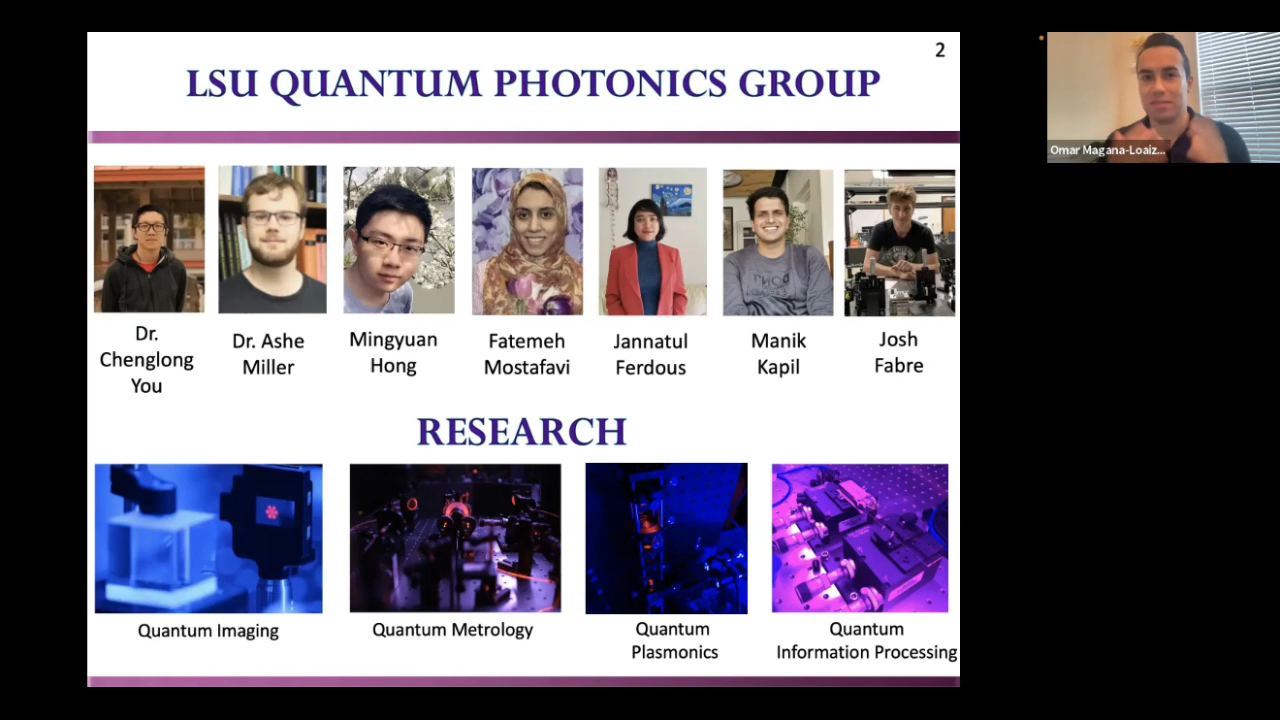 2
LSU QUANTUM PHOTONICS GROUP
Omar Magana-Loaiz...
Dr.
Chenglong
You
Dr. Ashe
Miller
Mingyuan
Hong
Fatemeh
Mostafavi
Jannatul
Ferdous
Manik
Kapil
Josh
Fabre
RESEARCH
Quantum Imaging
Quantum Metrology
Quantum
Plasmonics
Quantum
Information Processing